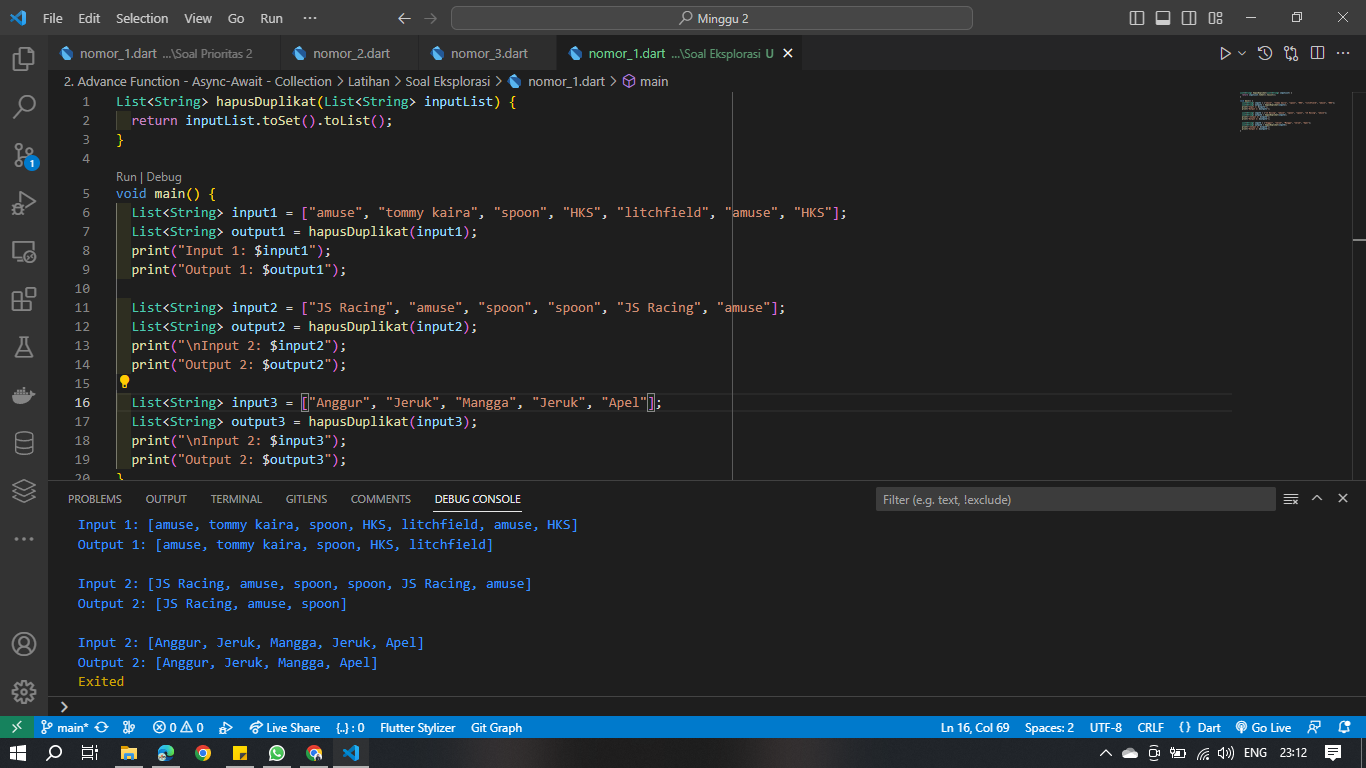 File Edit Selection View Go Run ··· Minggu 2
nomor_1.dart ...\Soal Prioritas 2 nomor_2.dart nomor_3.dart nomor_1.dart ...\Soal Eksplorasi U
2. Advance Function - Async-Await - Collection > Latihan > Soal Eksplorasi > nomor_1.dart > main
1 List<String> hapusDuplikat(List<String> inputList) {
2 return inputList.toSet().toList();
3 }
4
Run | Debug
5 void main() {
6 List<String> input1 = ["amuse", "tommy kaira", "spoon", "HKS", "litchfield", "amuse", "HKS"];
7 List<String> output1 = hapusDuplikat(input1);
8 print("Input 1: $input1");
9 print("Output 1: $output1");
10
11 List<String> input2 = ["JS Racing", "amuse", "spoon", "spoon", "JS Racing", "amuse"];
12 List<String> output2 = hapusDuplikat(input2);
13 print("\nInput 2: $input2");
14 print("Output 2: $output2");
15
16 List<String> input3 = ["Anggur", "Jeruk", "Mangga", "Jeruk", "Apel"];
17 List<String> output3 = hapusDuplikat(input3);
18 print("\nInput 2: $input3");
19 print("Output 2: $output3");
20 }
PROBLEMS OUTPUT TERMINAL GITLENS COMMENTS DEBUG CONSOLE Filter (e.g. text, !exclude)
Input 1: [amuse, tommy kaira, spoon, HKS, litchfield, amuse, HKS]
Output 1: [amuse, tommy kaira, spoon, HKS, litchfield]
Input 2: [JS Racing, amuse, spoon, spoon, JS Racing, amuse]
Output 2: [JS Racing, amuse, spoon]
Input 2: [Anggur, Jeruk, Mangga, Jeruk, Apel]
Output 2: [Anggur, Jeruk, Mangga, Apel]
Exited
1
main* 0 0 Live Share {..} : 0 Flutter Stylizer Git Graph Ln 16, Col 69 Spaces: 2 UTF-8 CRLF {} Dart Go Live
ENG 23:12